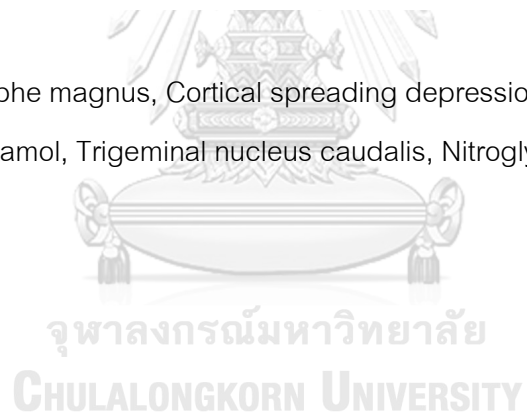 phe magnus, Cortical spreading depressio
amol, Trigeminal nucleus caudalis, Nitrogly
จุฬาลงกรณ์มหาวิทยาลัย
CHULALONGKORN UNIVERSITY